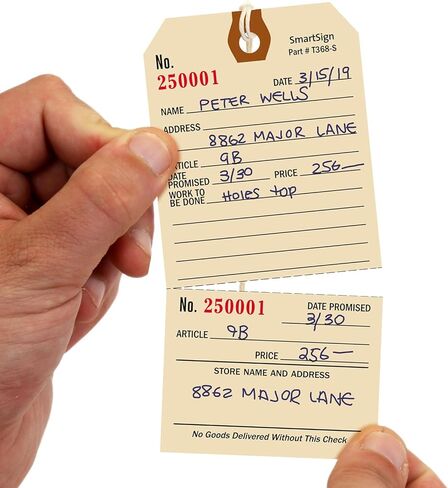 SmartSign
Part # T368-S
No.
250001
DATE 3/15/19
NAME PETER WELLS
ADDRESS
8862 MAJOR LANE
ARTICLE 9B
DATE PROMISED 3/30 PRICE 256—
WORK TO BE DONE Holes top
No. 250001 DATE PROMISED
3/30
ARTICLE 9B
PRICE 256—
STORE NAME AND ADDRESS
8862 MAJOR LANE
No Goods Delivered Without This Check